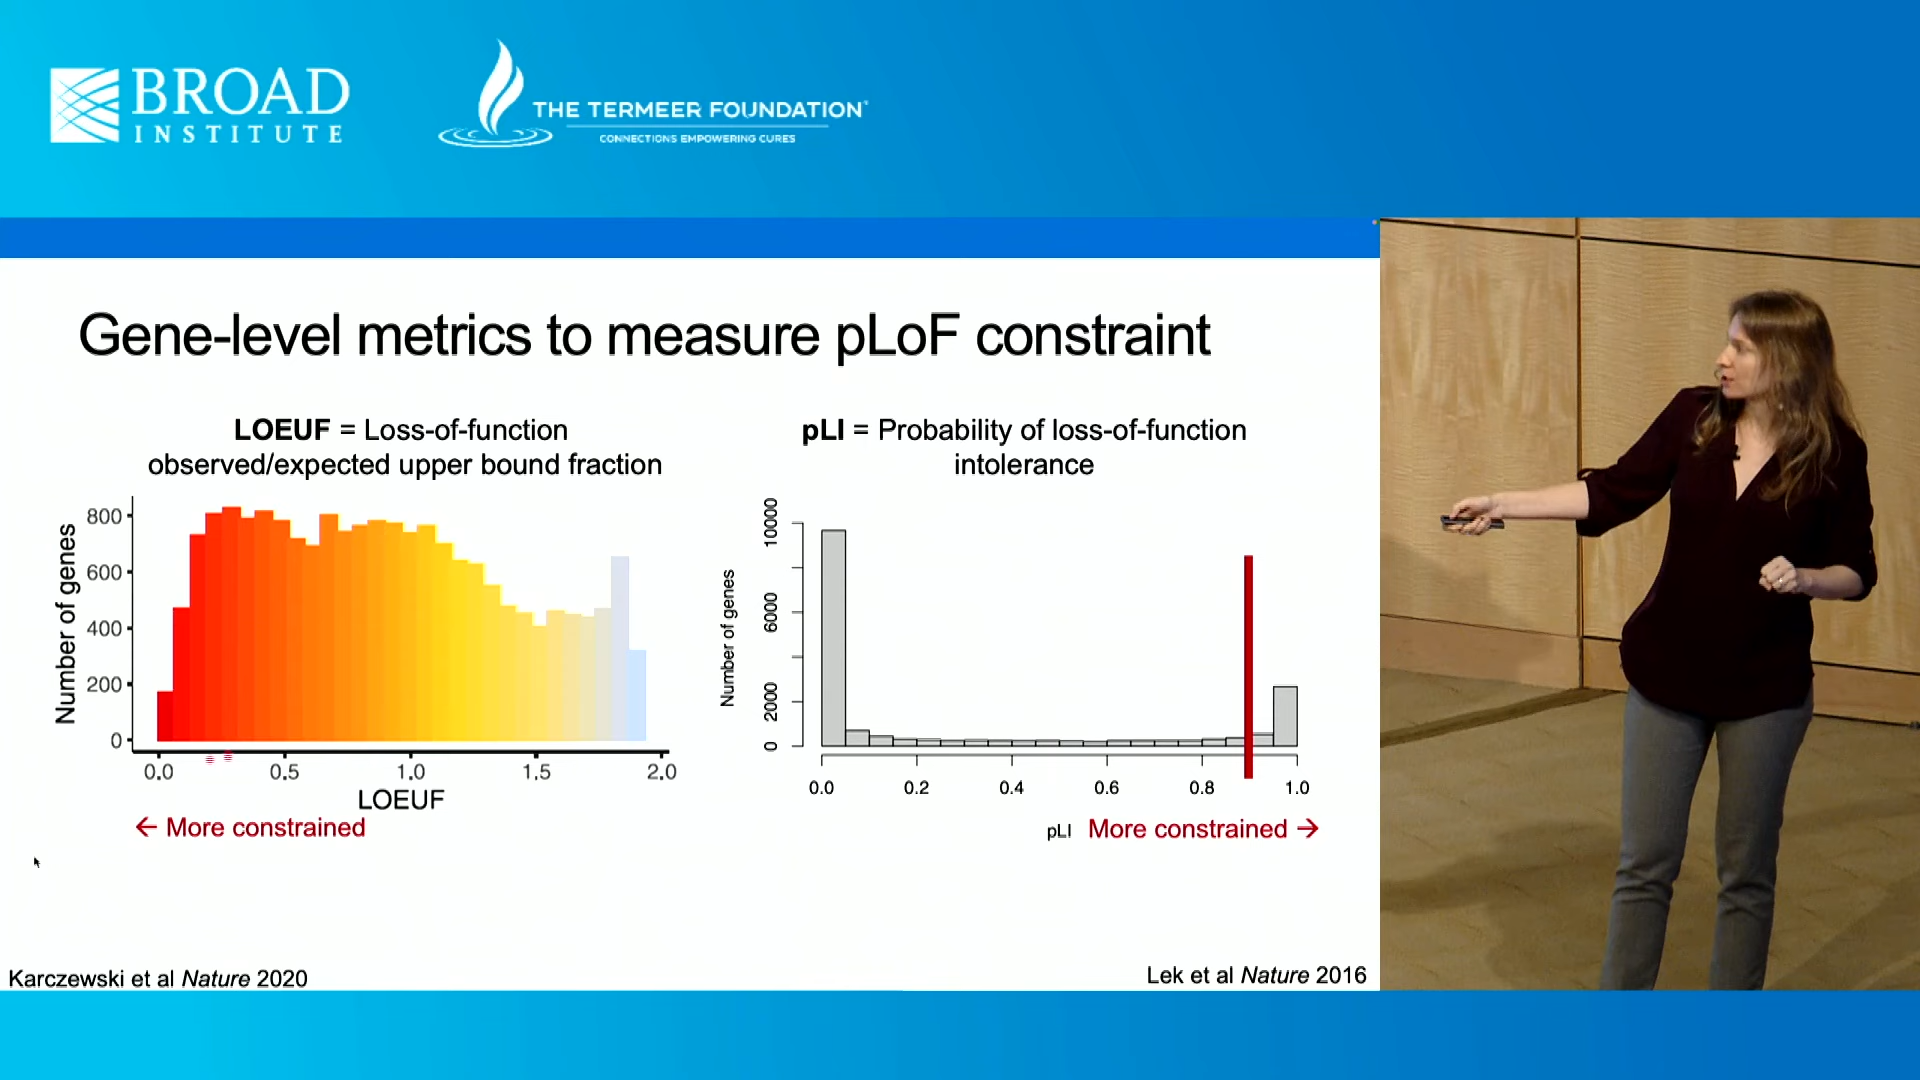 BROAD
INSTITUTE
THE TERMEER FOUNDATION
CONNECTIONS EMPOWERING CURES
Gene-level metrics to measure pLoF constraint
LOEUF = Loss-of-function
observed/expected upper bound fraction
Number of genes
800
600
400
200
0
0.0 0.5 1.0 1.5 2.0
LOEUF
← More constrained
pLI = Probability of loss-of-function
intolerance
Number of genes
10000
6000
2000
0
0.0 0.2 0.4 0.6 0.8 1.0
pLI More constrained →
Karczewski et al Nature 2020
Lek et al Nature 2016